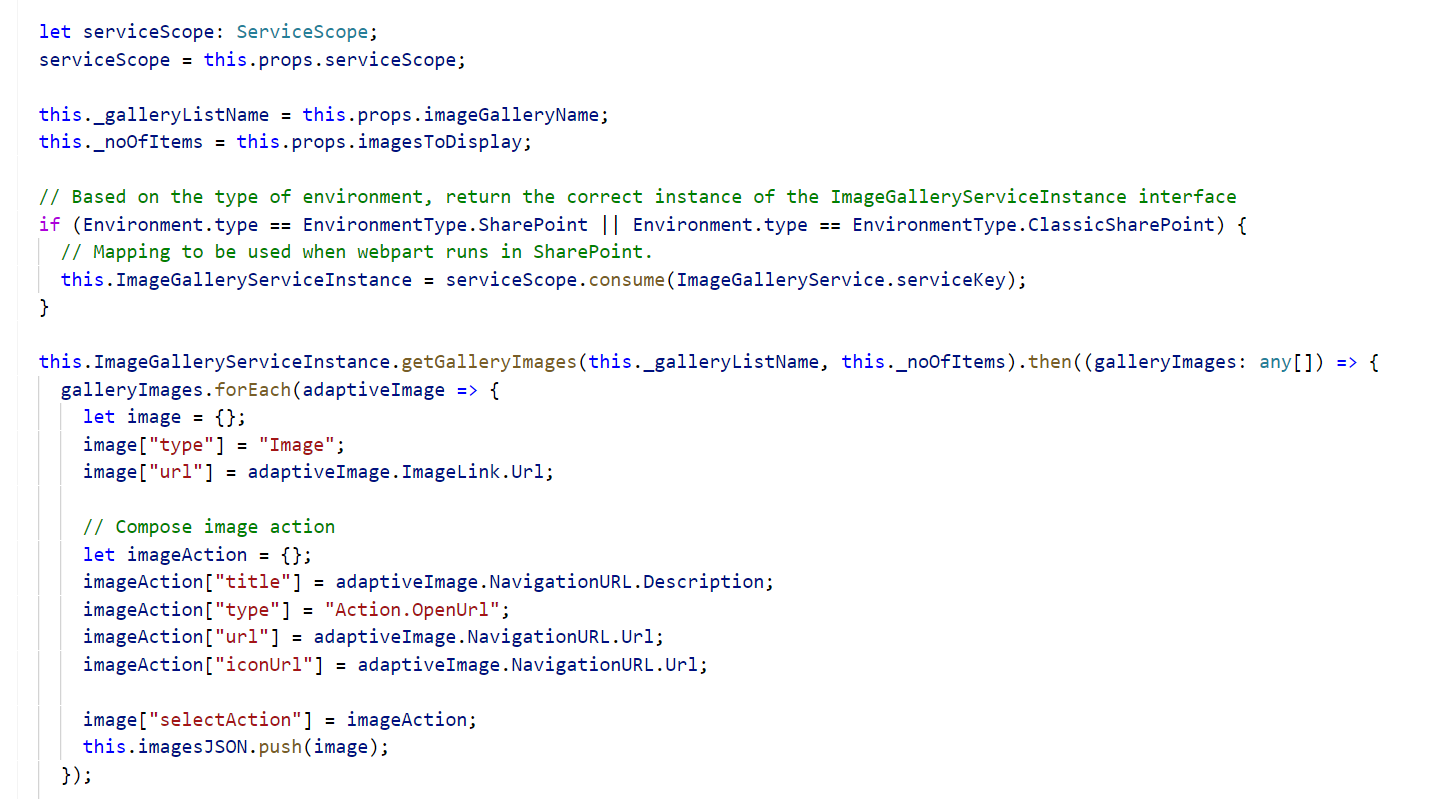 let serviceScope: ServiceScope;
serviceScope = this.props.serviceScope;
this._galleryListName = this.props.imageGalleryName;
this._noOfItems = this.props.imagesToDisplay;
// Based on the type of environment, return the correct instance of the ImageGalleryServiceInstance interface
if (Environment.type == EnvironmentType.SharePoint || Environment.type == EnvironmentType.ClassicSharePoint) {
// Mapping to be used when webpart runs in SharePoint.
this.ImageGalleryServiceInstance = serviceScope.consume(ImageGalleryService.serviceKey);
}
this.ImageGalleryServiceInstance.getGalleryImages(this._galleryListName, this._noOfItems).then((galleryImages: any[]) => {
galleryImages.forEach(adaptiveImage => {
let image = {};
image["type"] = "Image";
image["url"] = adaptiveImage.ImageLink.Url;
// Compose image action
let imageAction = {};
imageAction["title"] = adaptiveImage.NavigationURL.Description;
imageAction["type"] = "Action.OpenUrl";
imageAction["url"] = adaptiveImage.NavigationURL.Url;
imageAction["iconUrl"] = adaptiveImage.NavigationURL.Url;
image["selectAction"] = imageAction;
this.imagesJSON.push(image);
});